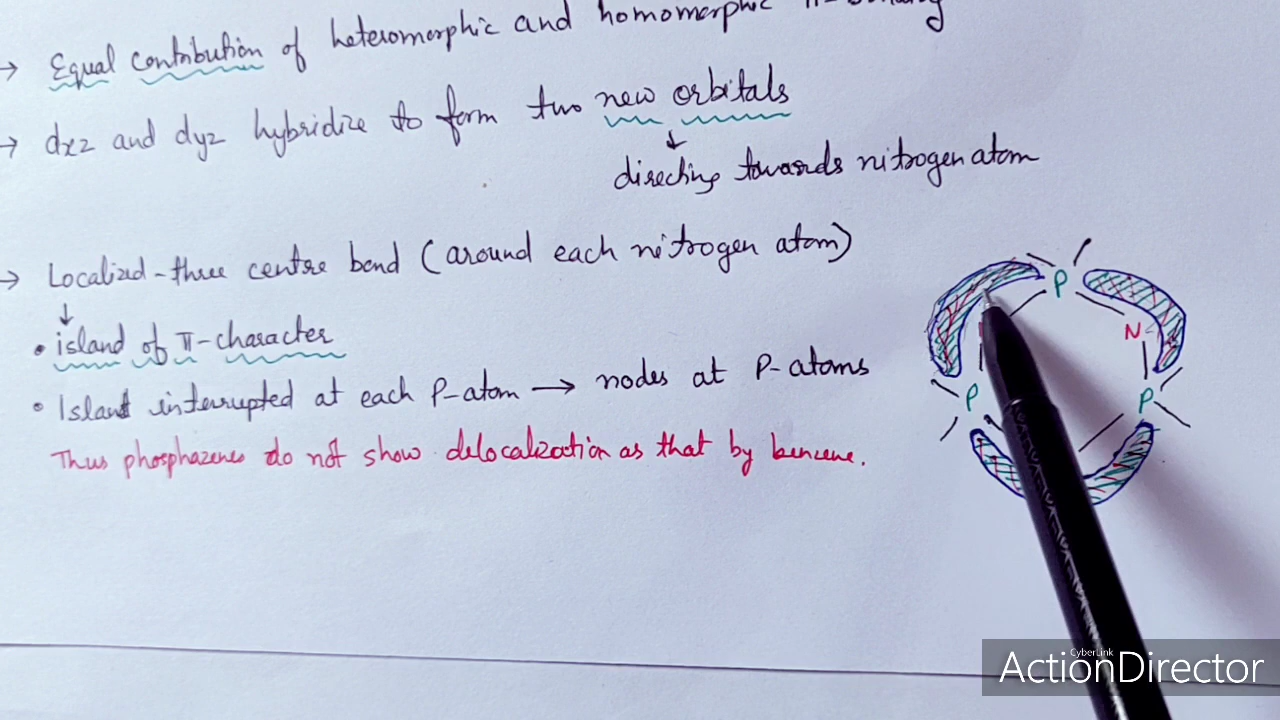 → Equal contribution of heteromorphic and homomorphic π-bonding
→ dxz and dyz hybridize to form two new orbitals
↓
directing towards nitrogen atom
→ Localized-three centre bond (around each nitrogen atom)
↓
• island of π-character
• Island interrupted at each P-atom → nodes at P-atoms
Thus phosphazenes do not show delocalization as that by benzene.
P
N
P
P
CyberLink
ActionDirector